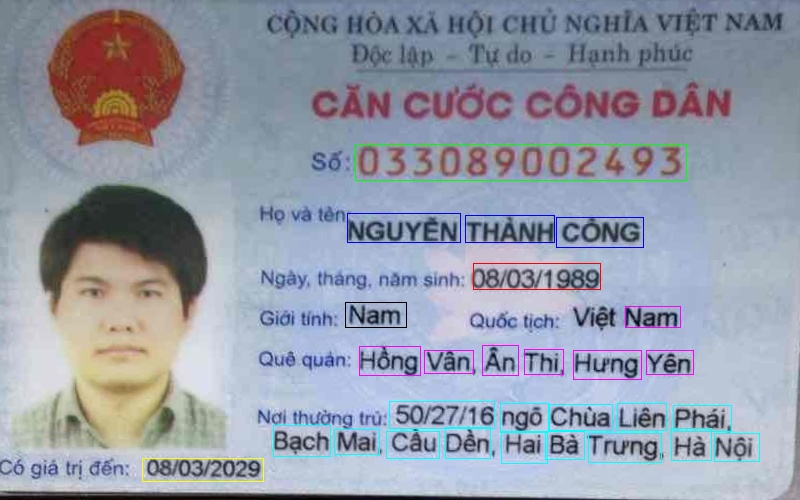 CỘNG HÒA XÃ HỘI CHỦ NGHĨA VIỆT NAM
Độc lập - Tự do - Hạnh phúc
CĂN CƯỚC CÔNG DÂN
Số: 033089002493
Họ và tên NGUYỄN THÀNH CÔNG
Ngày, tháng, năm sinh: 08/03/1989
Giới tính: Nam Quốc tịch: Việt Nam
Quê quán: Hồng Vân, Ân Thi, Hưng Yên
Nơi thường trú: 50/27/16 ngõ Chùa Liên Phái,
Bạch Mai, Cầu Dền, Hai Bà Trưng, Hà Nội
Có giá trị đến: 08/03/2029